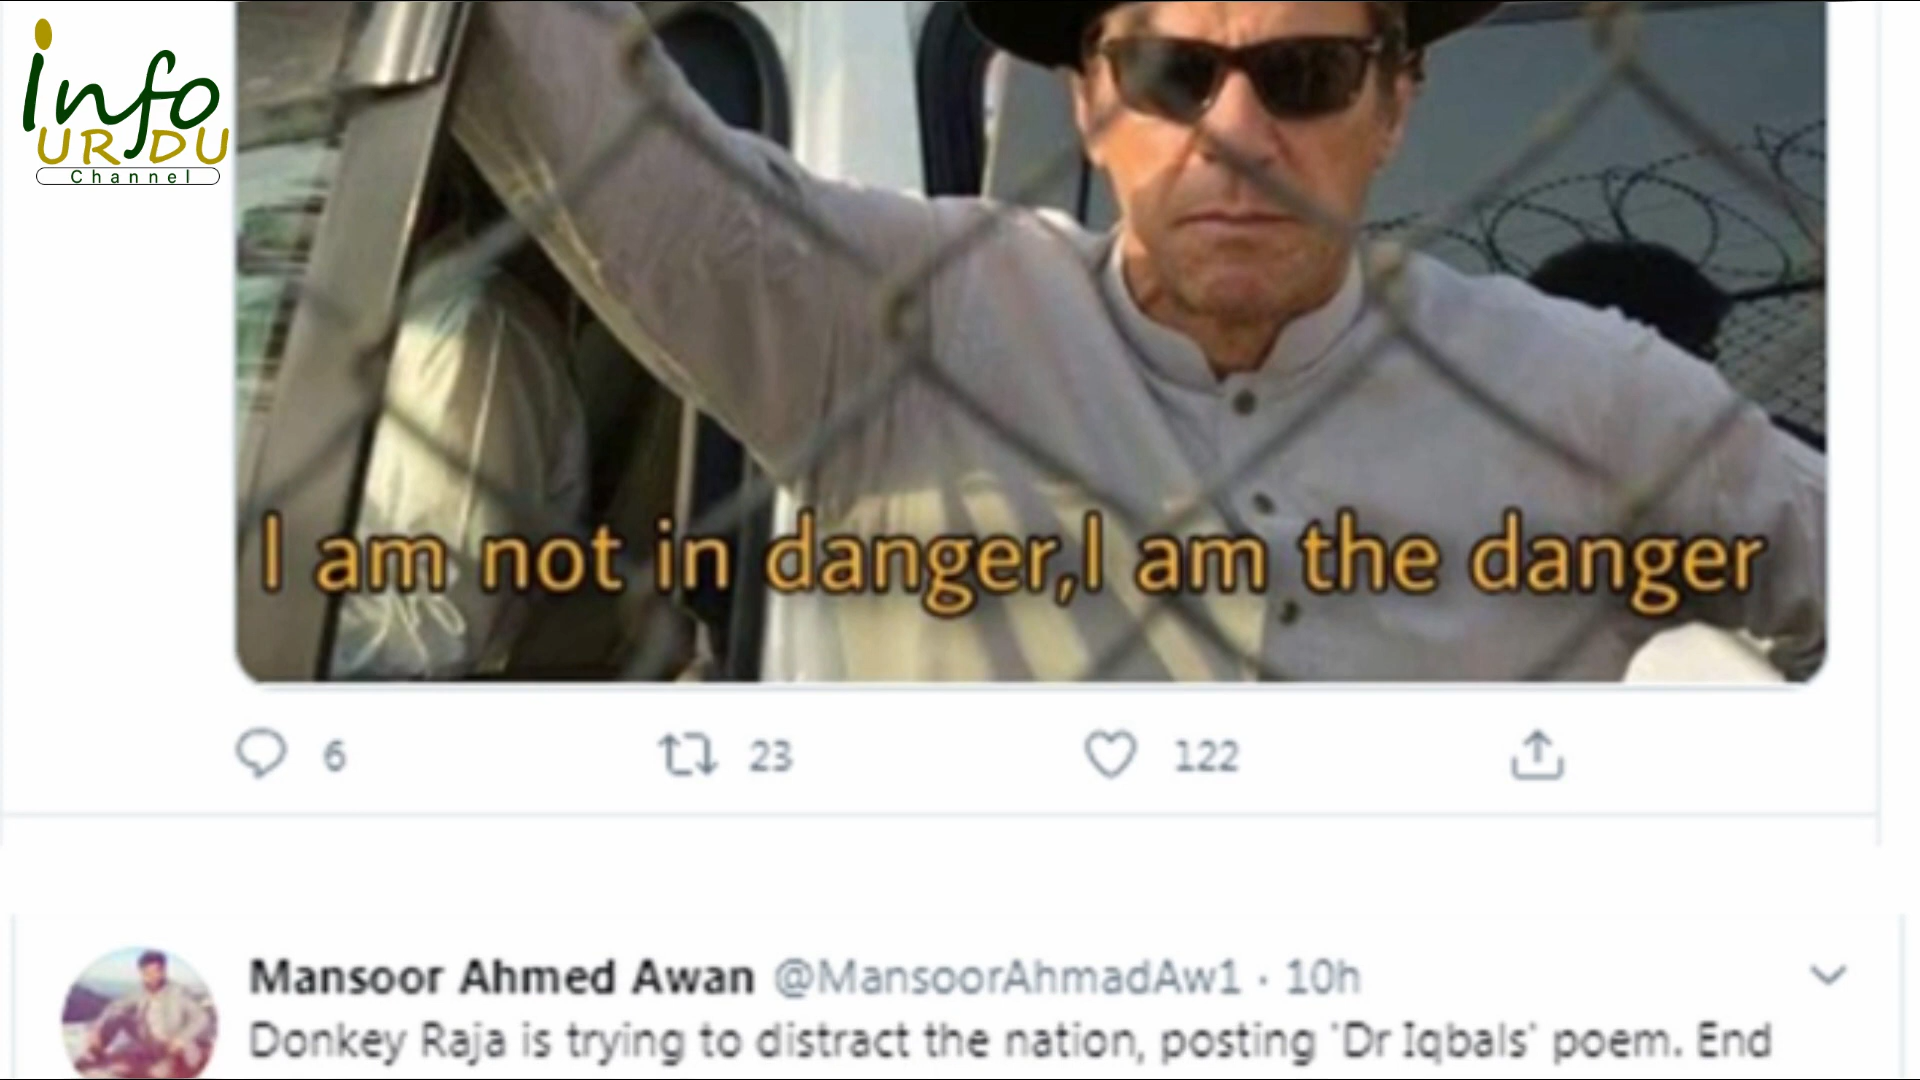 info
URDU
Channel
I am not in danger,I am the danger
6 23 122
Mansoor Ahmed Awan @MansoorAhmadAw1 · 10h
Donkey Raja is trying to distract the nation, posting 'Dr Iqbals' poem. End